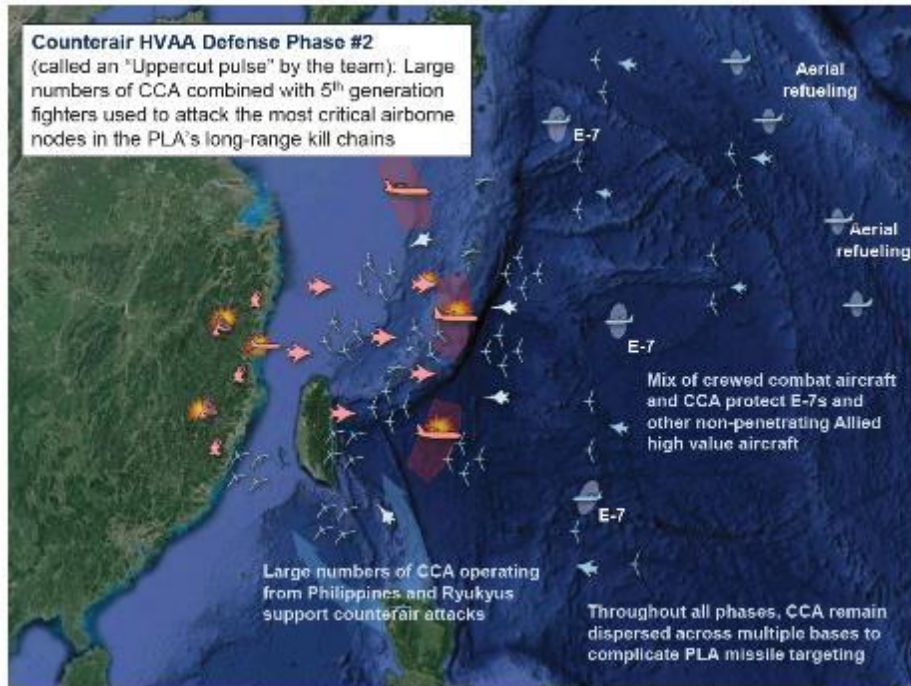 Counterair HVAA Defense Phase #2
(called an "Uppercut pulse" by the team): Large
numbers of CCA combined with 5th generation
fighters used to attack the most critical airborne
nodes in the PLA's long-range kill chains
Aerial
refueling
E-7
Aerial
refueling
E-7
Mix of crewed combat aircraft
and CCA protect E-7s and
other non-penetrating Allied
high value aircraft
E-7
Large numbers of CCA operating
from Philippines and Ryukyus
support counterair attacks
Throughout all phases, CCA remain
dispersed across multiple bases to
complicate PLA missile targeting